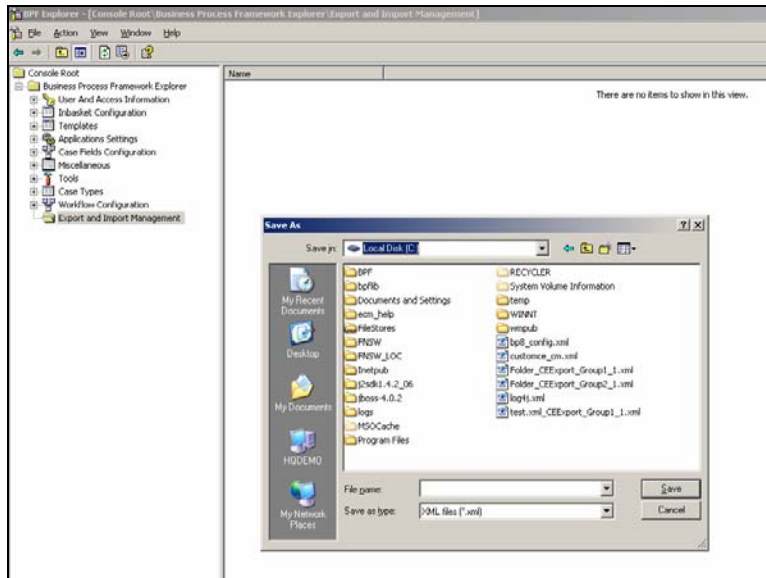 BPF Explorer - [Console Root\Business Process Framework Explorer\Export and Import Management]
File Action View Window Help
Console Root
Business Process Framework Explorer
User And Access Information
Inbasket Configuration
Templates
Applications Settings
Case Fields Configuration
Miscellaneous
Tools
Case Types
Workflow Configuration
Export and Import Management
Name
There are no items to show in this view.
Save As
Save in: Local Disk (C:)
My Recent Documents
Desktop
My Documents
HQDEMO
My Network Places
BPF
bpflib
Documents and Settings
ecm_help
FileStores
FNSW
FNSW_LOC
Inetpub
j2sdk1.4.2_06
jboss-4.0.2
logs
MSOCache
Program Files
RECYCLER
System Volume Information
temp
WINNT
wmpub
bp8_config.xml
customce_cm.xml
Folder_CEExport_Group1_1.xml
Folder_CEExport_Group2_1.xml
log4j.xml
test.xml_CEExport_Group1_1.xml
File name:
Save
Save as type: XML files (*.xml)
Cancel